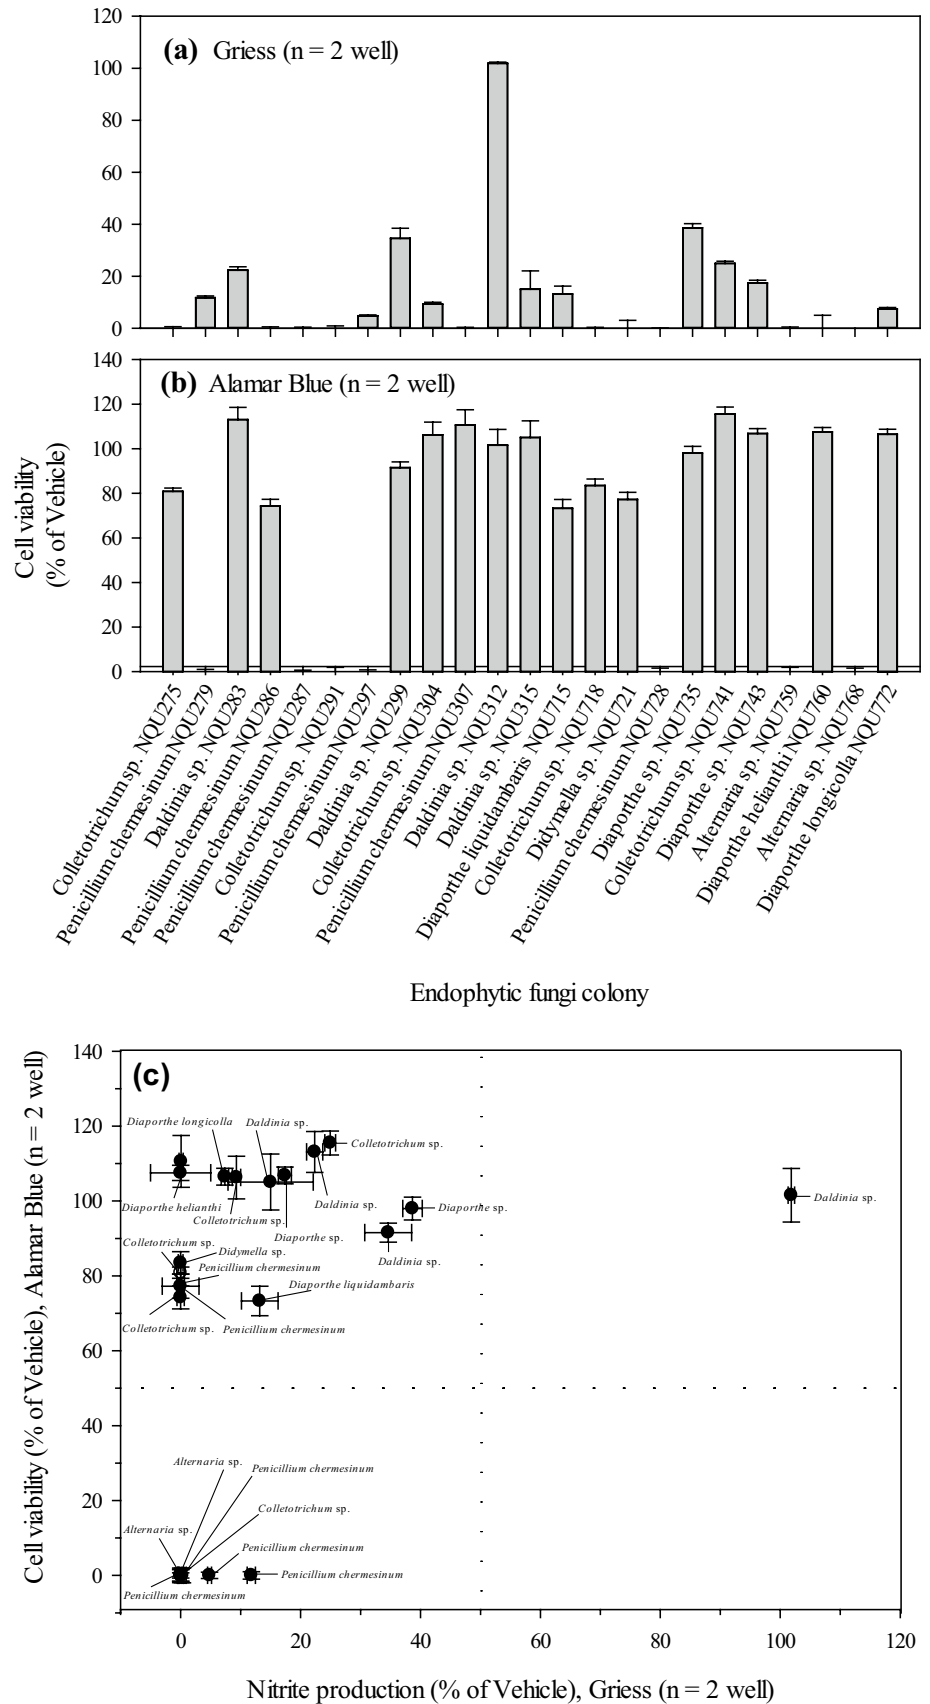 120
(a) Griess (n = 2 well)
100
80
60
40
20
0
140
(b) Alamar Blue (n = 2 well)
120
100
80
60
40
20
0
Cell viability
(% of Vehicle)
Colletotrichum sp. NQU275
Penicillium chermesinum NQU279
Daldinia sp. NQU283
Penicillium chermesinum NQU286
Penicillium chermesinum NQU287
Colletotrichum sp. NQU291
Penicillium chermesinum NQU297
Daldinia sp. NQU299
Colletotrichum sp. NQU304
Penicillium chermesinum NQU307
Daldinia sp. NQU312
Daldinia sp. NQU315
Diaporthe liquidambaris NQU715
Colletotrichum sp. NQU718
Didymella sp. NQU721
Penicillium chermesinum NQU728
Diaporthe sp. NQU735
Colletotrichum sp. NQU741
Diaporthe sp. NQU743
Alternaria sp. NQU759
Diaporthe helianthi NQU760
Alternaria sp. NQU768
Diaporthe longicolla NQU772
Endophytic fungi colony
(c)
140
120
100
80
60
40
20
0
Cell viability (% of Vehicle), Alamar Blue (n = 2 well)
Diaporthe longicolla
Daldinia sp.
Colletotrichum sp.
Diaporthe helianthi
Colletotrichum sp.
Daldinia sp.
Diaporthe sp.
Daldinia sp.
Diaporthe sp.
Daldinia sp.
Colletotrichum sp.
Didymella sp.
Penicillium chermesinum
Diaporthe liquidambaris
Colletotrichum sp.
Penicillium chermesinum
Alternaria sp.
Penicillium chermesinum
Colletotrichum sp.
Alternaria sp.
Penicillium chermesinum
Penicillium chermesinum
Penicillium chermesinum
0 20 40 60 80 100 120
Nitrite production (% of Vehicle), Griess (n = 2 well)